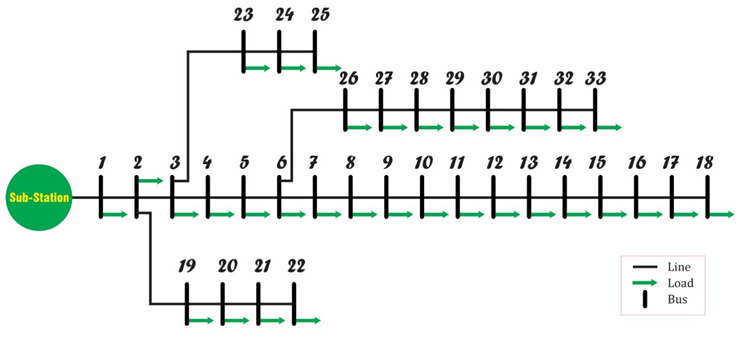 23 24 25
26 27 28 29 30 31 32 33
1 2 3 4 5 6 7 8 9 10 11 12 13 14 15 16 17 18
Sub-Station
19 20 21 22
Line
Load
Bus